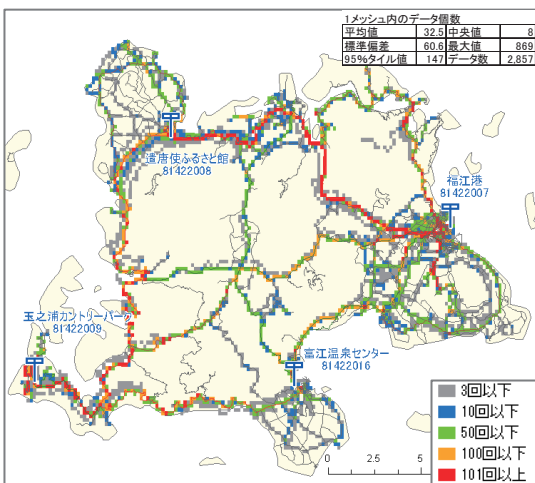 1メッシュ内のデータ個数
平均値 32.5 中央値 8
標準偏差 60.6 最大値 869
95%タイル値 147 データ数 2,857
遣唐使ふるさと館
81422008
福江港
81422007
玉之浦カントリーパーク
81422009
富江温泉センター
81422016
3回以下
10回以下
50回以下
100回以下
101回以上
0 2.5 5